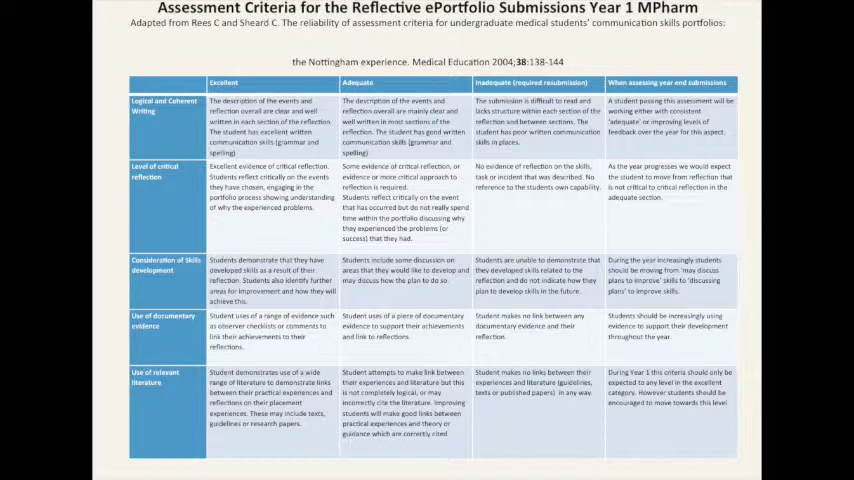 Assessment Criteria for the Reflective ePortfolio Submissions Year 1 MPharm
Adapted from Rees C and Sheard C. The reliability of assessment criteria for undergraduate medical students' communication skills portfolios:
the Nottingham experience. Medical Education 2004;38:138-144
Excellent
Adequate
Inadequate (required resubmission)
When assessing year end submissions
Logical and Coherent
Writing
The description of the events and
reflection overall are clear and well
written in each section of the reflection.
The student has excellent written
communication skills (grammar and
spelling)
The description of the events and
reflection overall are mainly clear and
well written in most sections of the
reflection. The student has good written
communication skills (grammar and
spelling)
The submission is difficult to read and
lacks structure within each section of the
reflection and between sections. The
student has poor written communication
skills in places.
A student passing this assessment will be
working either with consistent
'adequate' or improving levels of
feedback over the year for this aspect.
Level of critical
reflection
Excellent evidence of critical reflection.
Students reflect critically on the events
they have chosen, engaging in the
portfolio process showing understanding
of why the experienced problems.
Some evidence of critical reflection, or
evidence or more critical approach to
reflection is required.
Students reflect critically on the event
that has occurred but do not really spend
time within the portfolio discussing why
they experienced the problems (or
success) that they had.
No evidence of reflection on the skills,
task or incident that was described. No
reference to the students own capability.
As the year progresses we would expect
the student to move from reflection that
is not critical to critical reflection in the
adequate section.
Consideration of Skills
development
Students demonstrate that they have
developed skills as a result of their
reflection. Students also identify further
areas for improvement and how they will
achieve this.
Students include some discussion on
areas that they would like to develop and
may discuss how the plan to do so.
Students are unable to demonstrate that
they developed skills related to the
reflection and do not indicate how they
plan to develop skills in the future.
During the year increasingly students
should be moving from 'may discuss
plans to improve' skills to 'discussing
plans' to improve skills.
Use of documentary
evidence
Student uses of a range of evidence such
as observer checklists or comments to
link their achievements to their
reflections.
Student uses of a piece of documentary
evidence to support their achievements
and link to reflections
Student makes no link between any
documentary evidence and their
reflection.
Students should be increasingly using
evidence to support their development
throughout the year.
Use of relevant
literature
Student demonstrates use of a wide
range of literature to demonstrate links
between their practical experiences and
reflections on their placement
experiences. These may include texts,
guidelines or research papers.
Student attempts to make link between
their experiences and literature but this
is not completely logical, or may
incorrectly cite the literature. Improving
students will make good links between
practical experiences and theory or
guidance which are correctly cited
Student makes no links between their
experiences and literature (guidelines,
texts or published papers) in any way.
During Year 1 this criteria should only be
expected to any level in the excellent
category. However students should be
encouraged to move towards this level